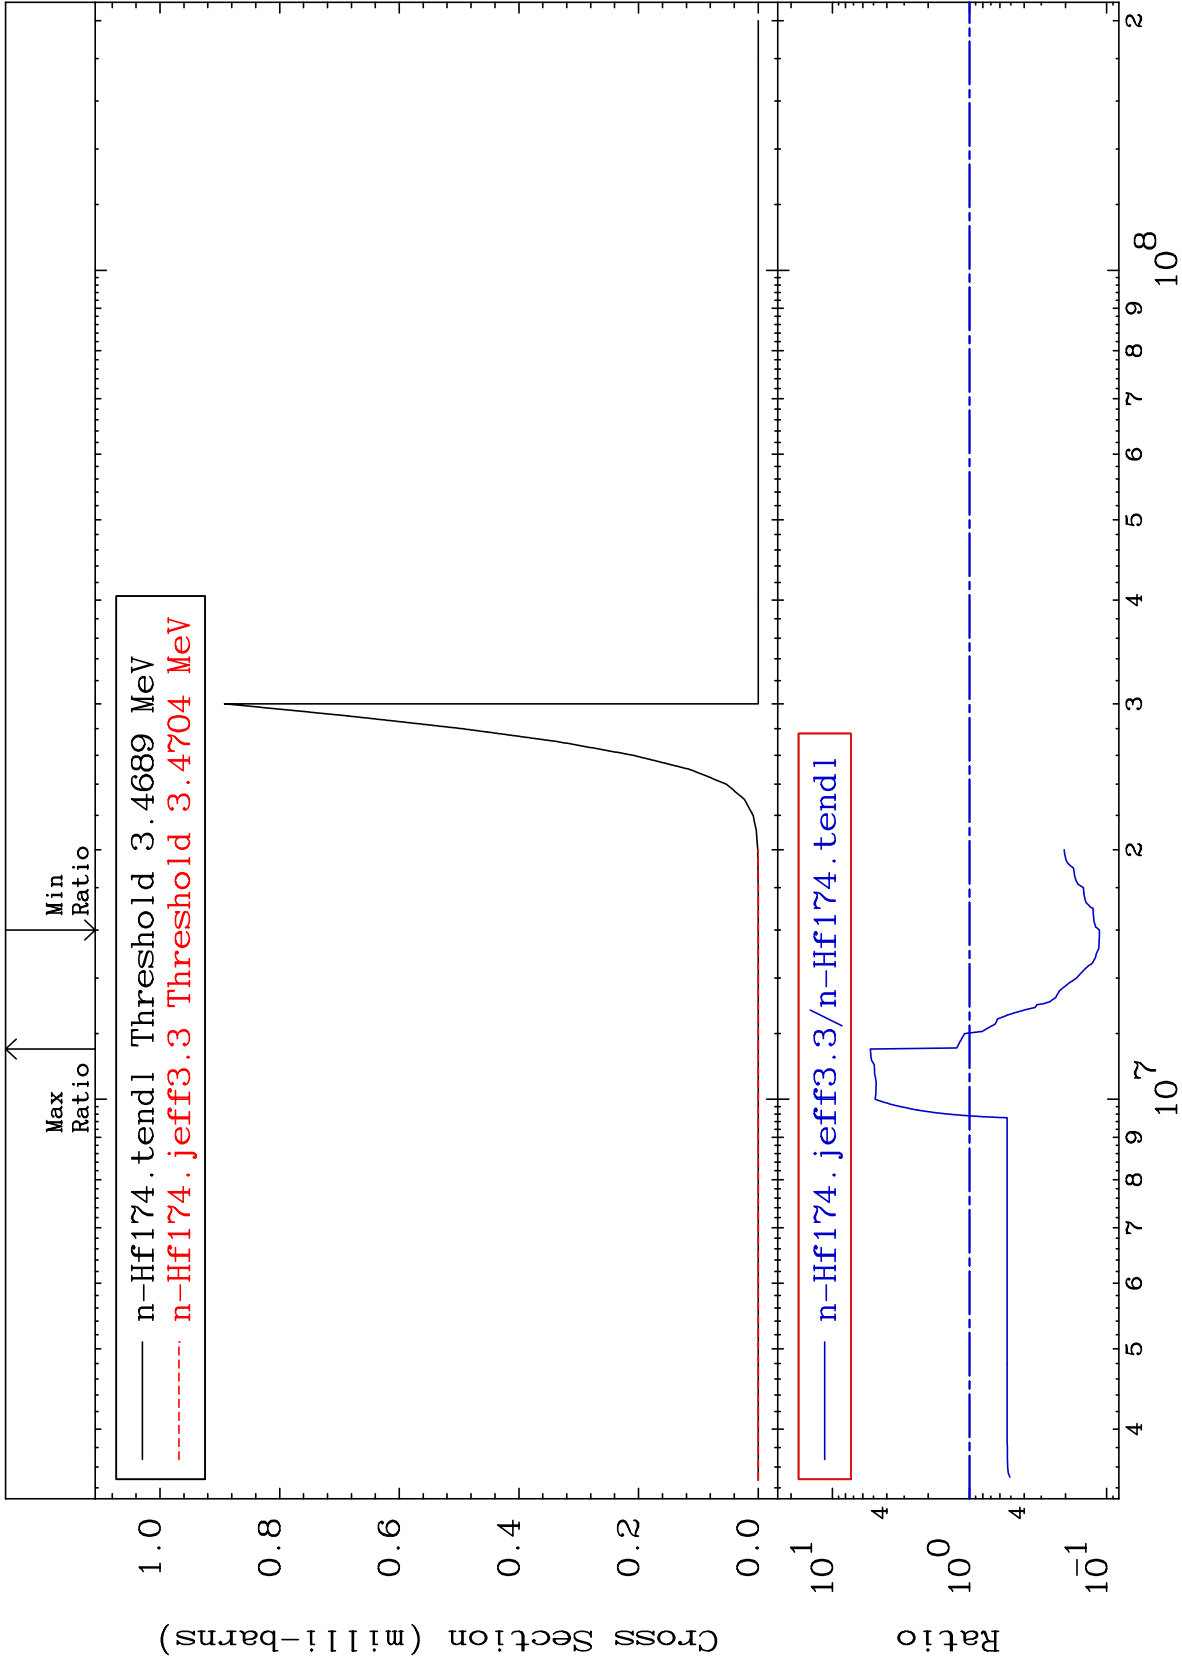 Max
Ratio
Min
Ratio
n-Hf174.tendl Threshold 3.4689 MeV
n-Hf174.jeff3.3 Threshold 3.4704 MeV
1.0
0.8
0.6
0.4
0.2
0.0
Cross Section (milli-barns)
n-Hf174.jeff3.3/n-Hf174.tendl
10^1
4
10^0
4
10^-1
Ratio
4 5 6 7 8 9 10^7 2 3 4 5 6 7 8 9 10^8 2